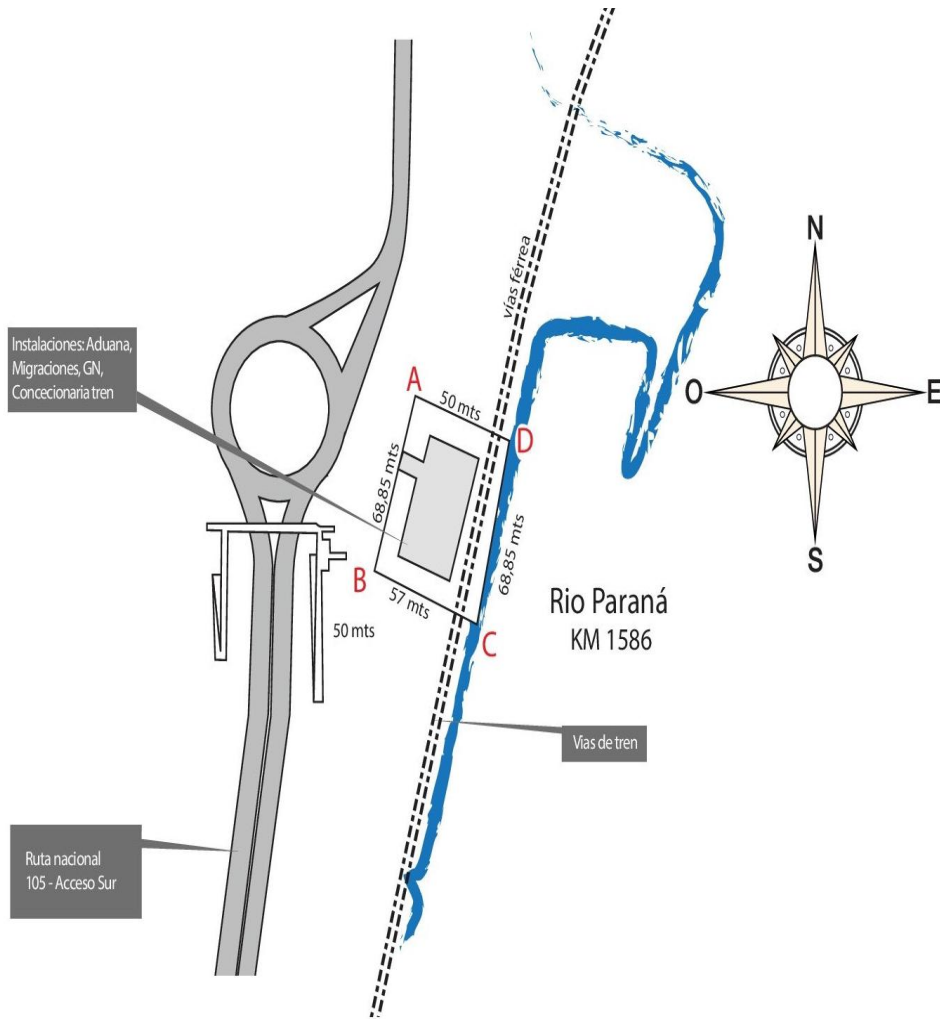 N
vías férrea
Instalaciones: Aduana,
Migraciones, GN,
Concecionaria tren
A
50 mts
O
E
D
68,85 mts
68,85 mts
S
B
57 mts
Rio Paraná
KM 1586
50 mts
C
Vias de tren
Ruta nacional
105 - Acceso Sur